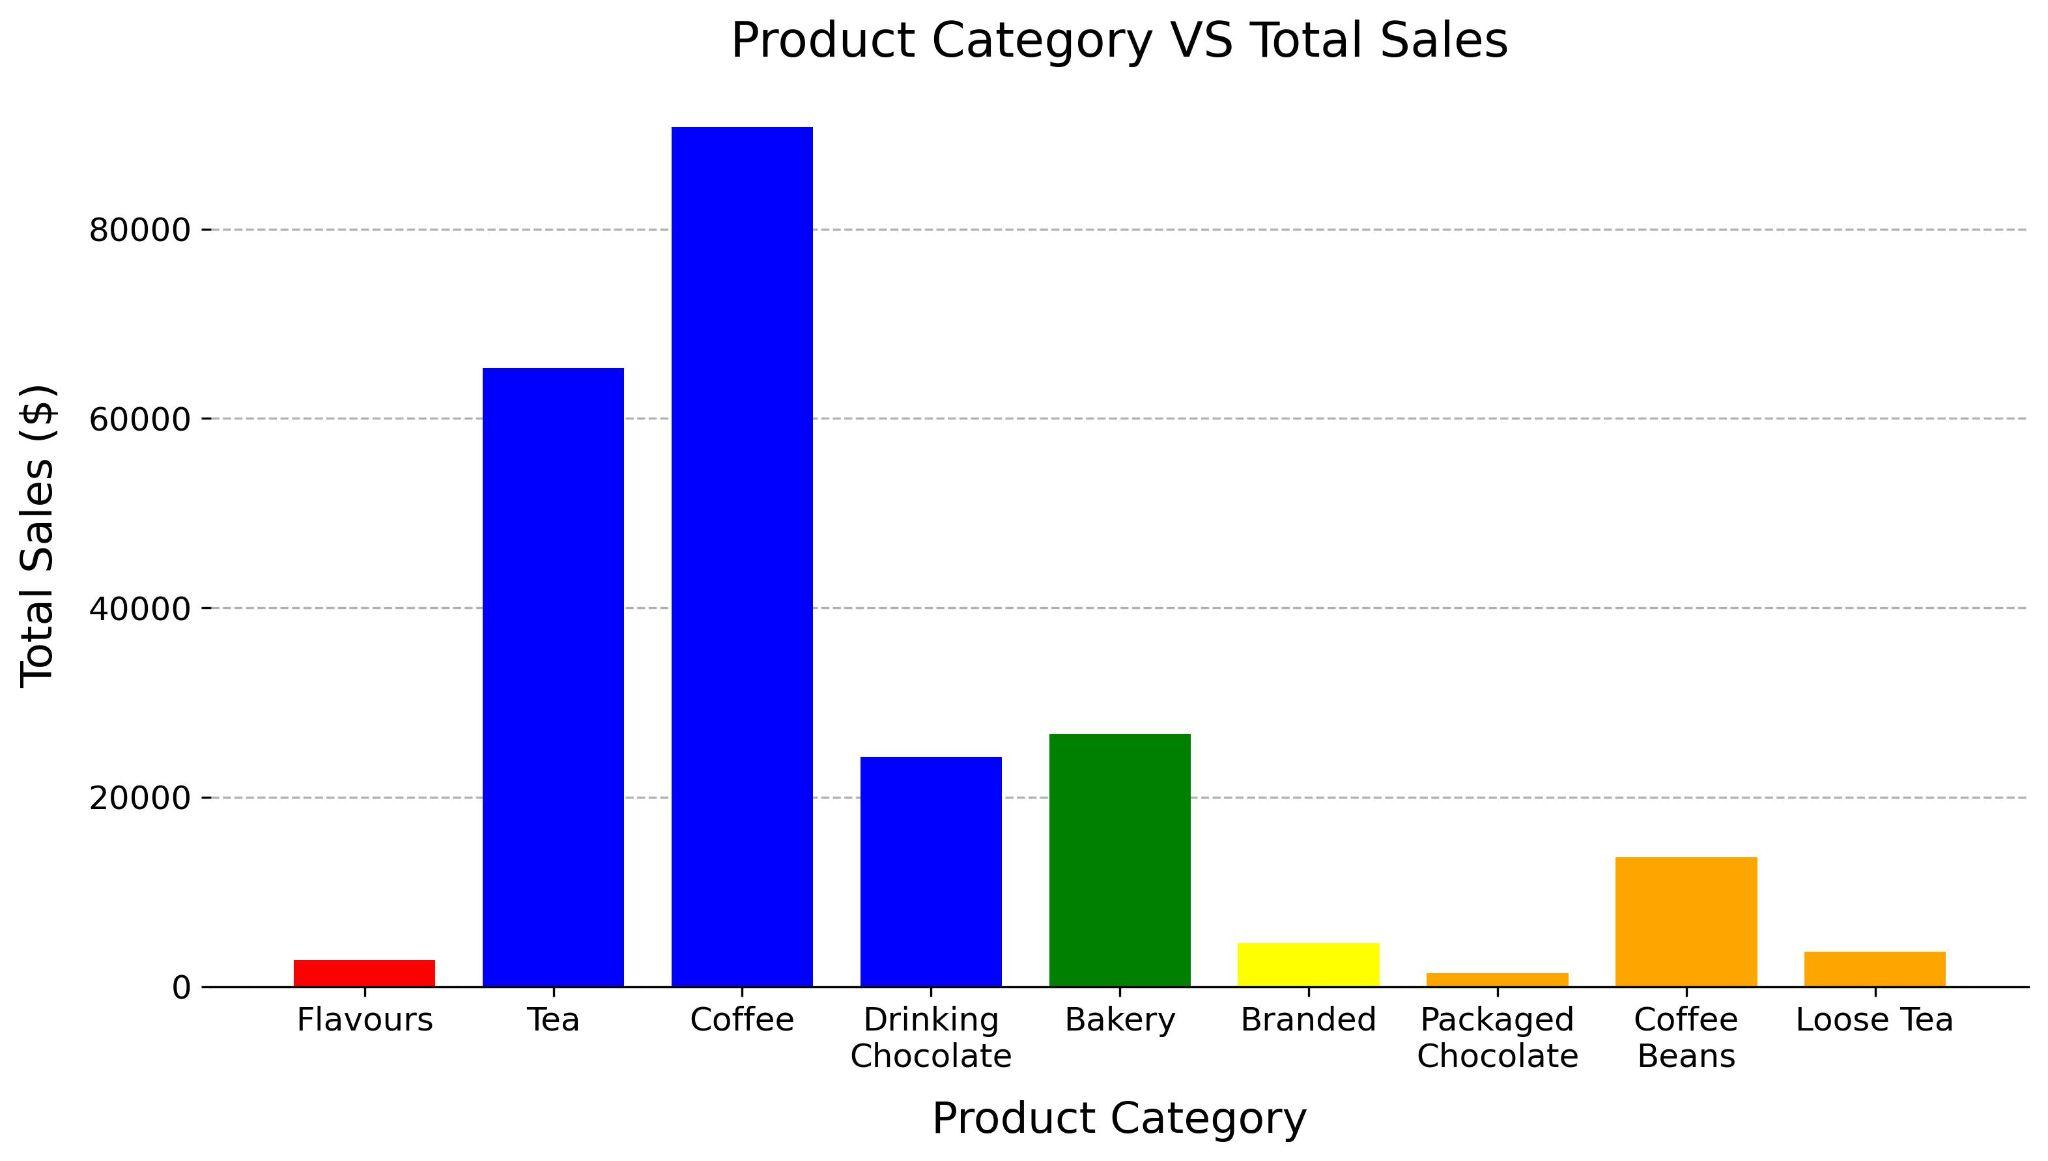 Product Category VS Total Sales
Total Sales ($)
80000
60000
40000
20000
0
Flavours
Tea
Coffee
Drinking
Chocolate
Bakery
Branded
Packaged
Chocolate
Coffee
Beans
Loose Tea
Product Category